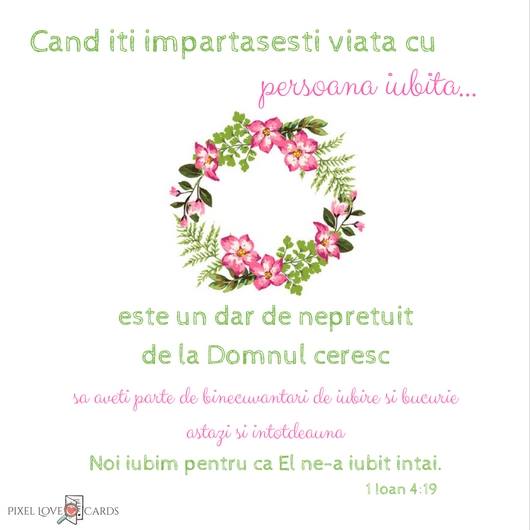 Cand iti impartasesti viata cu
persoana iubita...
este un dar de nepretuit
de la Domnul ceresc
sa aveti parte de binecuvantari de iubire si bucurie
astazi si intotdeauna
Noi iubim pentru ca El ne-a iubit intai.
1 Ioan 4:19
PIXEL LOVE CARDS